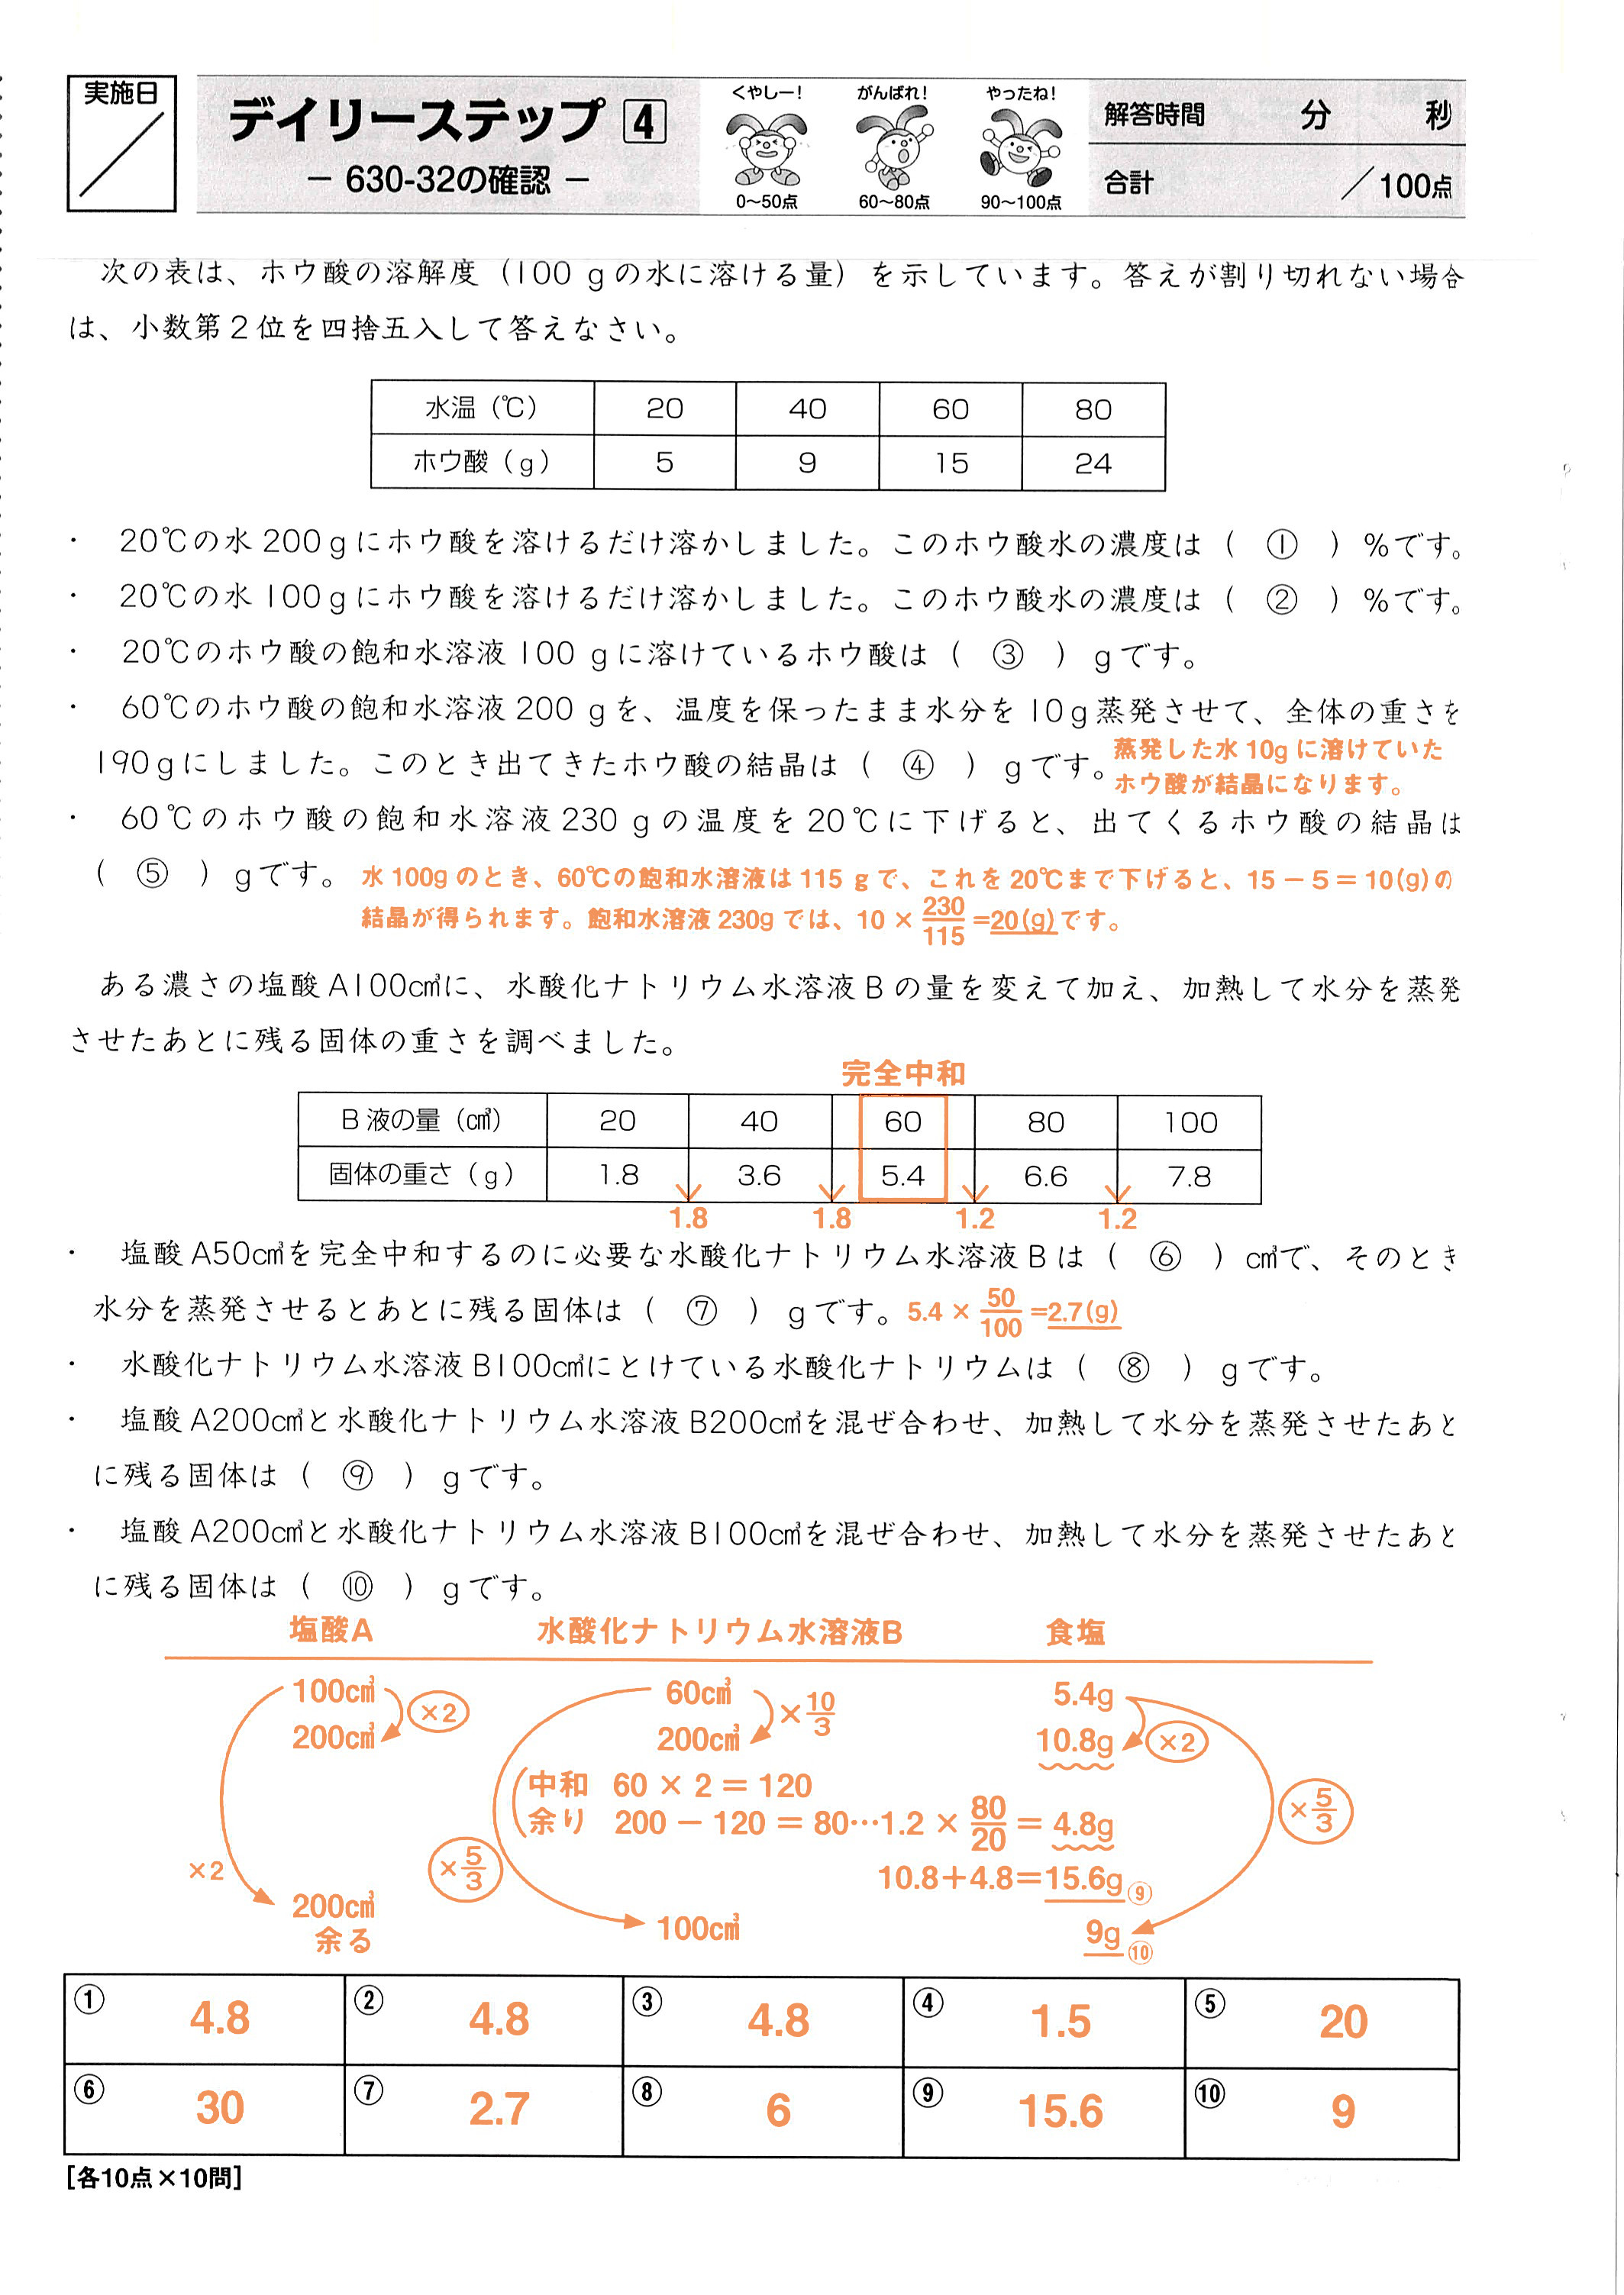 実施日
デイリーステップ 4
− 630-32の確認 −
くやしー！ がんばれ！ やったね！
0〜50点 60〜80点 90〜100点
解答時間 分 秒
合計 ／100点
次の表は、ホウ酸の溶解度（100 gの水に溶ける量）を示しています。答えが割り切れない場合
は、小数第2位を四捨五入して答えなさい。
水温（℃） 20 40 60 80
ホウ酸（g） 5 9 15 24
・ 20℃の水200gにホウ酸を溶けるだけ溶かしました。このホウ酸水の濃度は（ ① ）％です。
・ 20℃の水100gにホウ酸を溶けるだけ溶かしました。このホウ酸水の濃度は（ ② ）％です。
・ 20℃のホウ酸の飽和水溶液100 gに溶けているホウ酸は（ ③ ）gです。
・ 60℃のホウ酸の飽和水溶液200 gを、温度を保ったまま水分を10g蒸発させて、全体の重さを
190gにしました。このとき出てきたホウ酸の結晶は（ ④ ）gです。
蒸発した水10gに溶けていた
ホウ酸が結晶になります。
・ 60℃のホウ酸の飽和水溶液230 gの温度を20℃に下げると、出てくるホウ酸の結晶は
（ ⑤ ）gです。 水100gのとき、60℃の飽和水溶液は115 gで、これを20℃まで下げると、15−5＝10(g)の
結晶が得られます。飽和水溶液230gでは、10×230/115=20(g)です。
ある濃さの塩酸A100㎤に、水酸化ナトリウム水溶液Bの量を変えて加え、加熱して水分を蒸発
させたあとに残る固体の重さを調べました。
完全中和
B液の量（㎤） 20 40 60 80 100
固体の重さ（g） 1.8 3.6 5.4 6.6 7.8
1.8 1.8 1.2 1.2
・ 塩酸A50㎤を完全中和するのに必要な水酸化ナトリウム水溶液Bは（ ⑥ ）㎤で、そのとき
水分を蒸発させるとあとに残る固体は（ ⑦ ）gです。5.4×50/100=2.7(g)
・ 水酸化ナトリウム水溶液B100㎤にとけている水酸化ナトリウムは（ ⑧ ）gです。
・ 塩酸A200㎤と水酸化ナトリウム水溶液B200㎤を混ぜ合わせ、加熱して水分を蒸発させたあと
に残る固体は（ ⑨ ）gです。
・ 塩酸A200㎤と水酸化ナトリウム水溶液B100㎤を混ぜ合わせ、加熱して水分を蒸発させたあと
に残る固体は（ ⑩ ）gです。
塩酸A 水酸化ナトリウム水溶液B 食塩
100㎤ 60㎤ 5.4g
×2 ×10/3
200㎤ 200㎤ 10.8g ×2
中和 60×2＝120
余り 200−120＝80…1.2×80/20＝4.8g
×5/3
×2 ×5/3
10.8＋4.8＝15.6g⑨
200㎤ 100㎤ 9g⑩
余る
① 4.8 ② 4.8 ③ 4.8 ④ 1.5 ⑤ 20
⑥ 30 ⑦ 2.7 ⑧ 6 ⑨ 15.6 ⑩ 9
［各10点×10問］